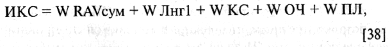 ИКС = W RAVсум + W Лнг1 + W КС + W ОЧ + W ПЛ,
[38]